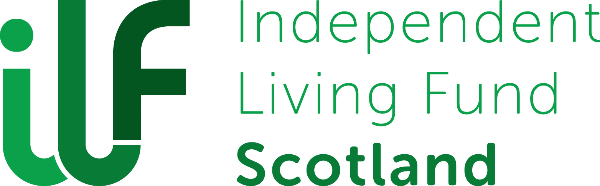 ilf
Independent
Living Fund
Scotland